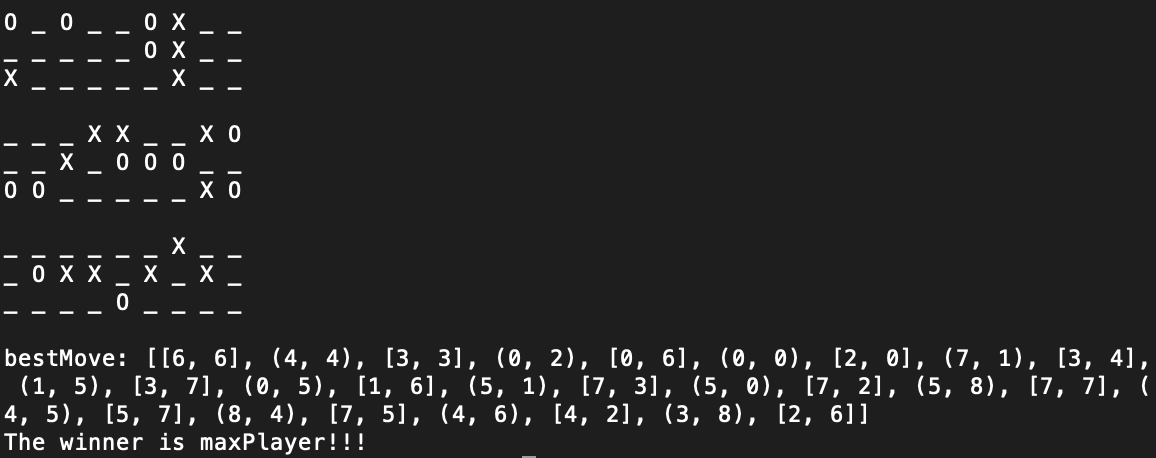 O _ O _ _ O X _ _
_ _ _ _ _ O X _ _
X _ _ _ _ _ X _ _
_ _ _ X X _ _ X O
_ _ X _ O O O _ _
O O _ _ _ _ _ X O
_ _ _ _ _ _ X _ _
_ O X X _ X _ X _
_ _ _ _ O _ _ _ _
bestMove: [[6, 6], (4, 4), [3, 3], (0, 2), [0, 6], (0, 0), [2, 0], (7, 1), [3, 4],
(1, 5), [3, 7], (0, 5), [1, 6], (5, 1), [7, 3], (5, 0), [7, 2], (5, 8), [7, 7], (
4, 5), [5, 7], (8, 4), [7, 5], (4, 6), [4, 2], (3, 8), [2, 6]]
The winner is maxPlayer!!!